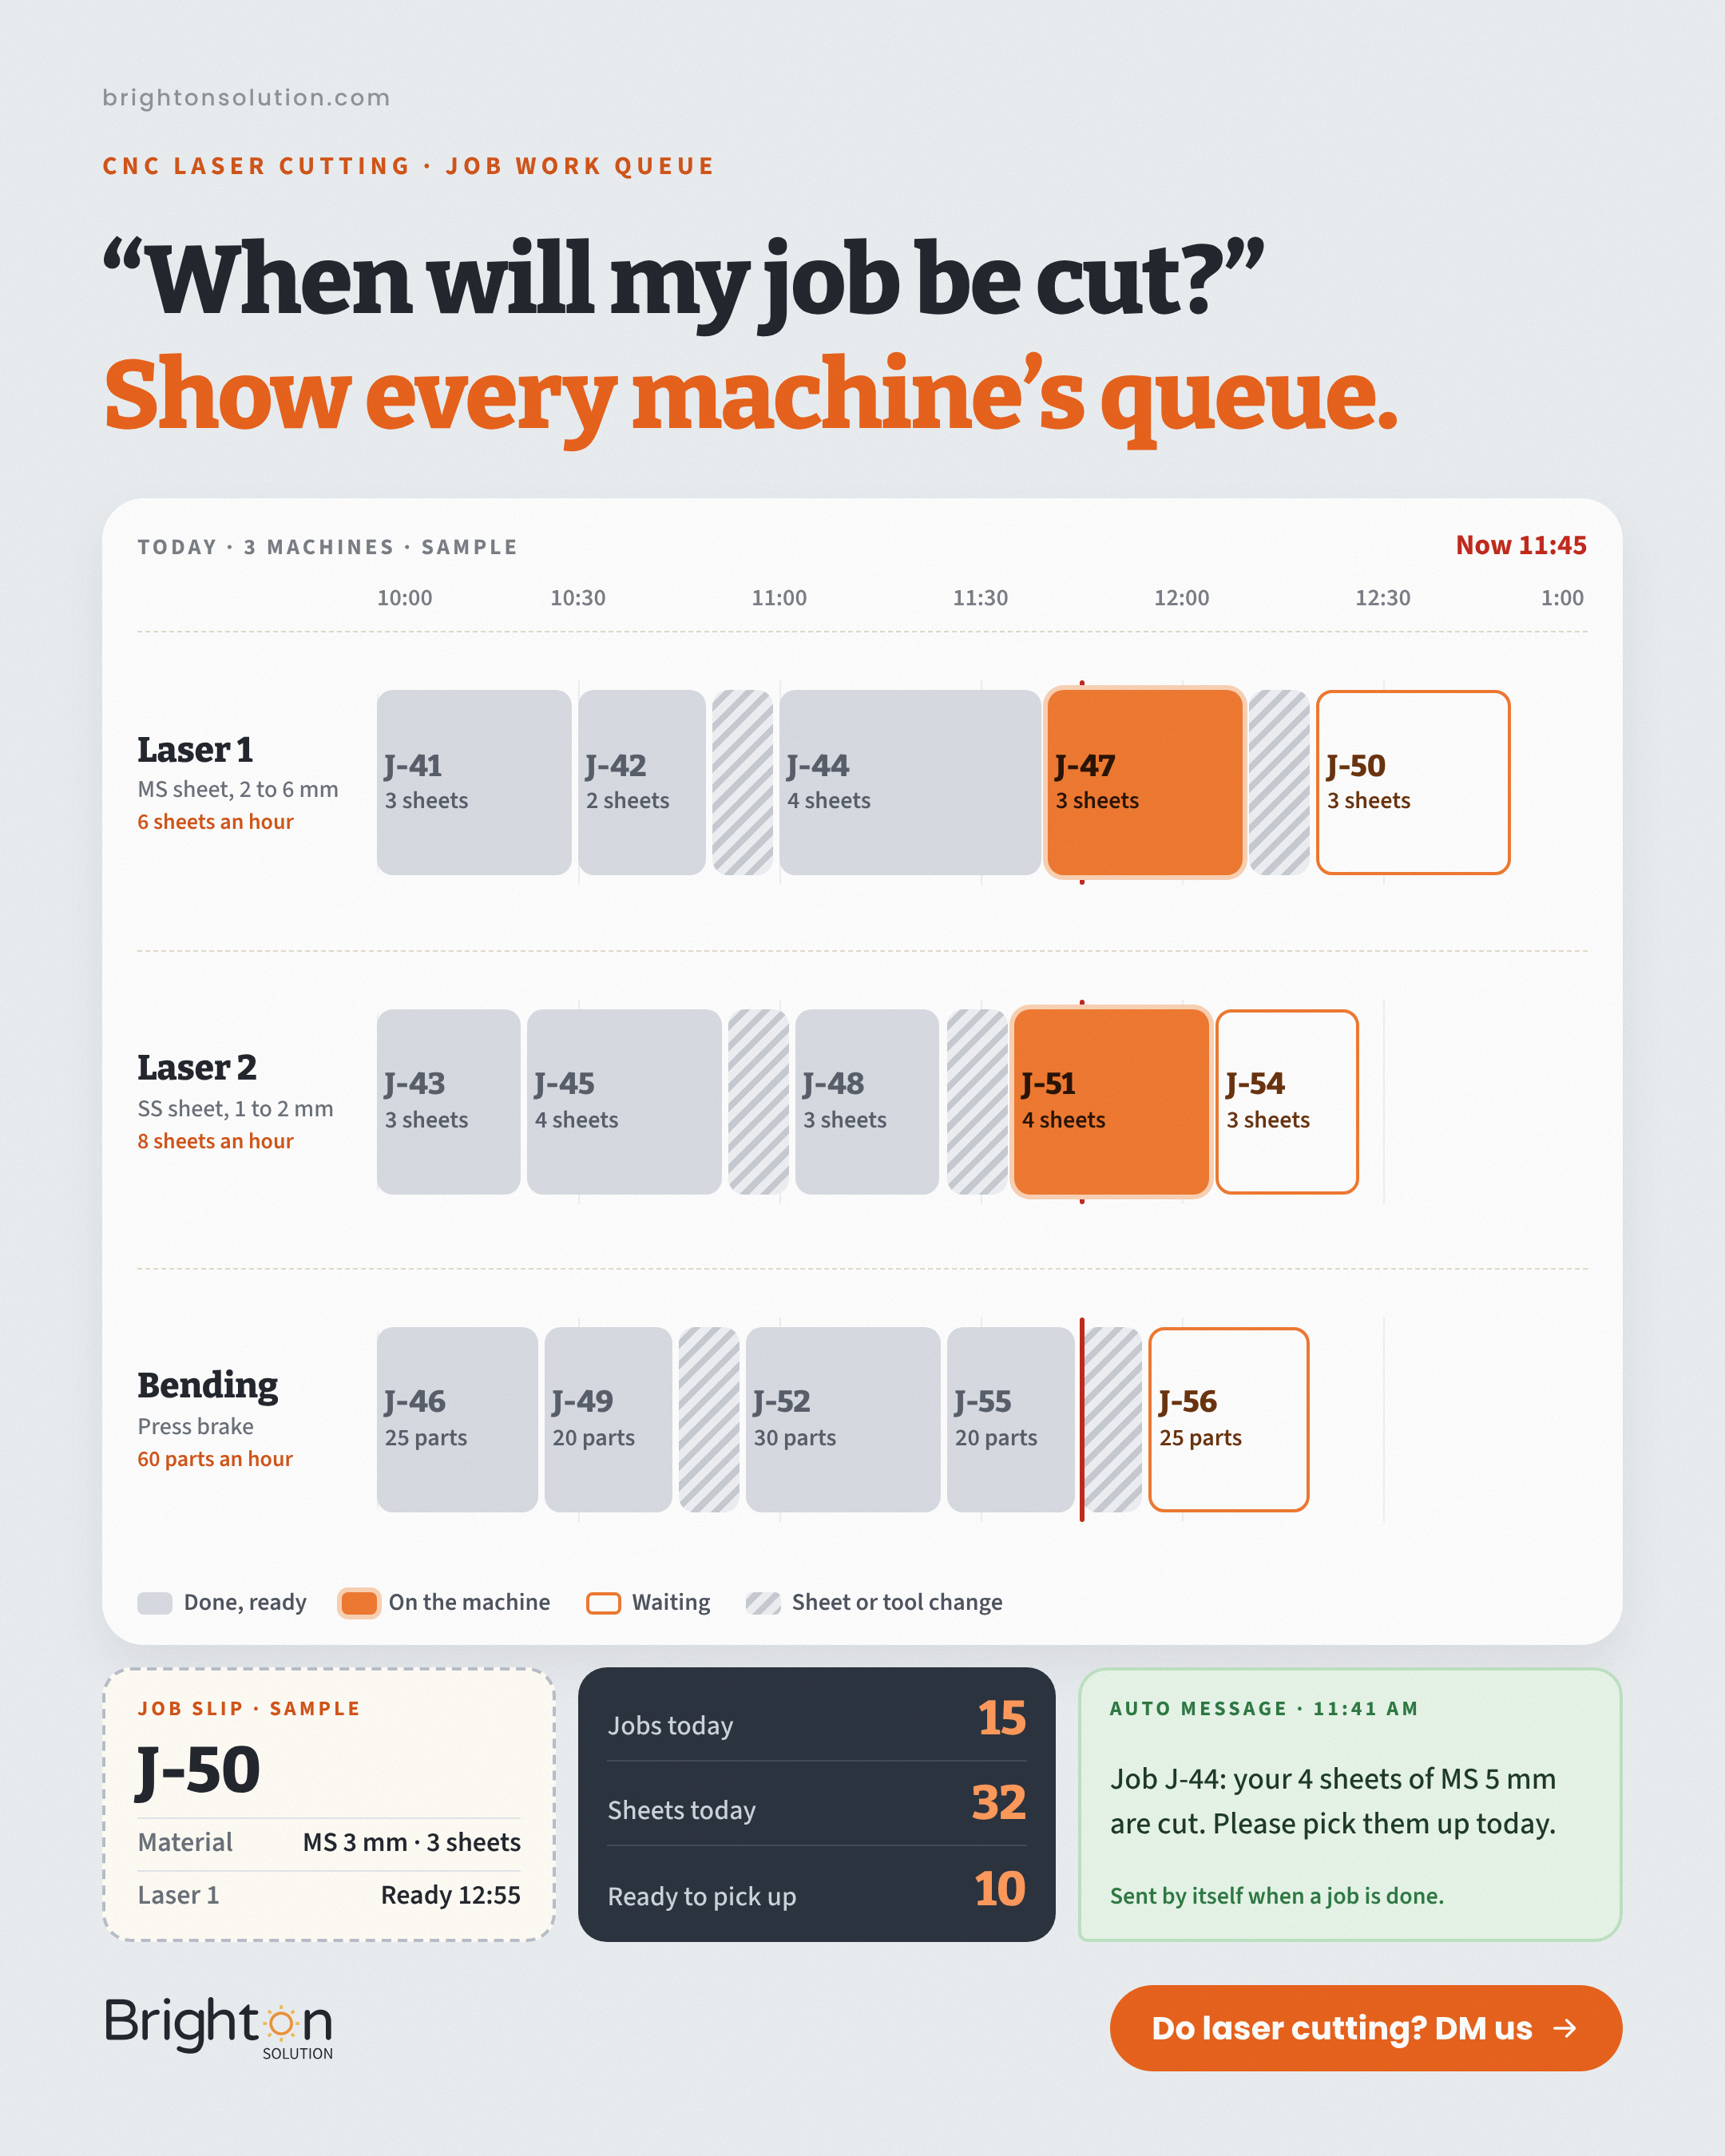 brightonsolution.com
CNC LASER CUTTING · JOB WORK QUEUE
“When will my job be cut?”
Show every machine’s queue.
TODAY · 3 MACHINES · SAMPLE
Now 11:45
10:00 10:30 11:00 11:30 12:00 12:30 1:00
Laser 1
MS sheet, 2 to 6 mm
6 sheets an hour
J-41
3 sheets
J-42
2 sheets
J-44
4 sheets
J-47
3 sheets
J-50
3 sheets
Laser 2
SS sheet, 1 to 2 mm
8 sheets an hour
J-43
3 sheets
J-45
4 sheets
J-48
3 sheets
J-51
4 sheets
J-54
3 sheets
Bending
Press brake
60 parts an hour
J-46
25 parts
J-49
20 parts
J-52
30 parts
J-55
20 parts
J-56
25 parts
Done, ready
On the machine
Waiting
Sheet or tool change
JOB SLIP · SAMPLE
J-50
Material MS 3 mm · 3 sheets
Laser 1 Ready 12:55
Jobs today 15
Sheets today 32
Ready to pick up 10
AUTO MESSAGE · 11:41 AM
Job J-44: your 4 sheets of MS 5 mm
are cut. Please pick them up today.
Sent by itself when a job is done.
Brighton
SOLUTION
Do laser cutting? DM us →